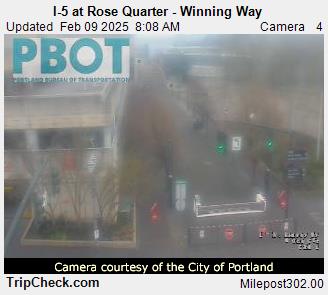 I-5 at Rose Quarter - Winning Way
Updated Feb 09 2025 8:08 AM Camera 4
PBOT
PORTLAND BUREAU OF TRANSPORTATION
Camera courtesy of the City of Portland
TripCheck.com Milepost302.00